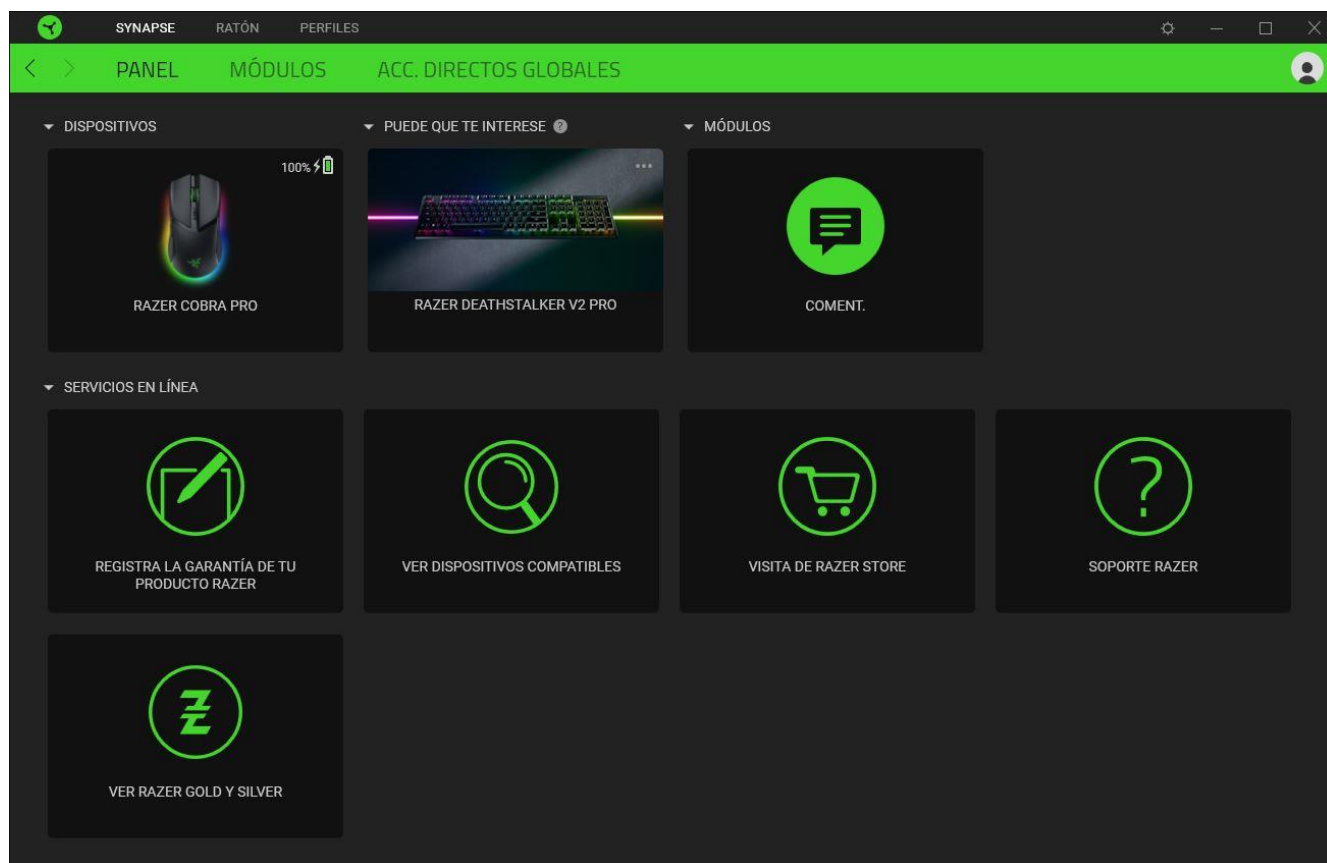 SYNAPSE RATÓN PERFILES
PANEL MÓDULOS ACC. DIRECTOS GLOBALES
DISPOSITIVOS
PUEDE QUE TE INTERESE ?
MÓDULOS
100%
RAZER COBRA PRO
RAZER DEATHSTALKER V2 PRO
COMENT.
SERVICIOS EN LÍNEA
REGISTRA LA GARANTÍA DE TU
PRODUCTO RAZER
VER DISPOSITIVOS COMPATIBLES
VISITA DE RAZER STORE
SOPORTE RAZER
VER RAZER GOLD Y SILVER